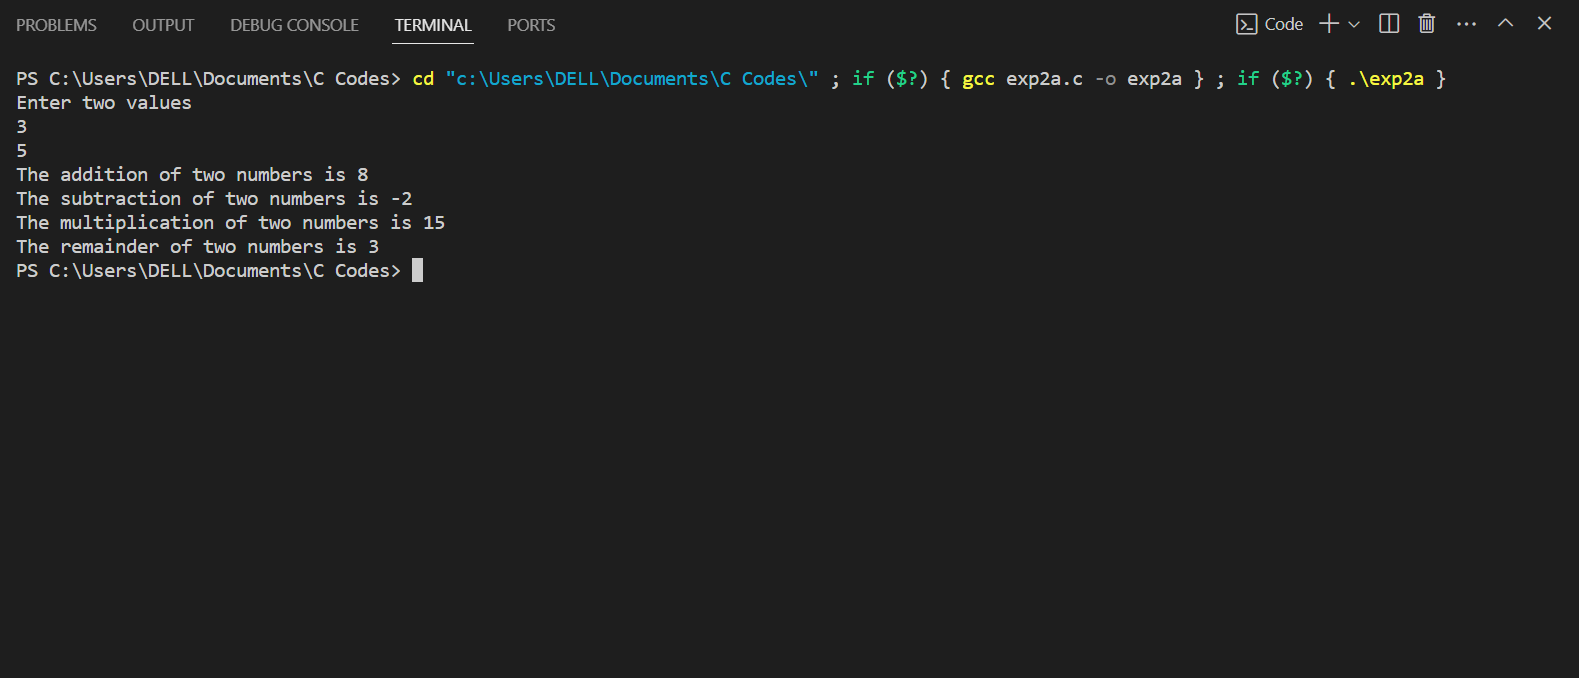 PROBLEMS OUTPUT DEBUG CONSOLE TERMINAL PORTS Code
PS C:\Users\DELL\Documents\C Codes> cd "c:\Users\DELL\Documents\C Codes\" ; if ($?) { gcc exp2a.c -o exp2a } ; if ($?) { .\exp2a }
Enter two values
3
5
The addition of two numbers is 8
The subtraction of two numbers is -2
The multiplication of two numbers is 15
The remainder of two numbers is 3
PS C:\Users\DELL\Documents\C Codes>